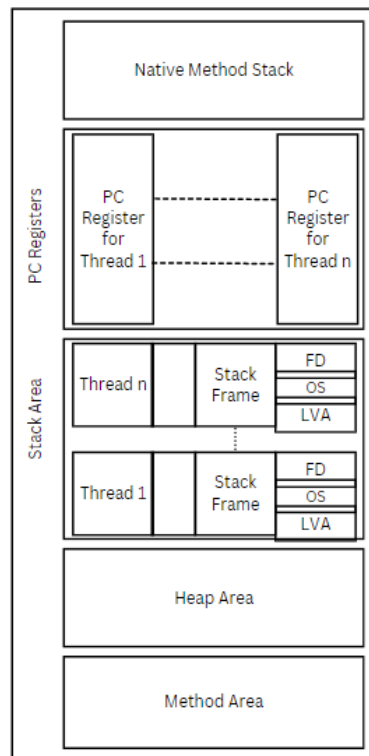 Native Method Stack
PC Registers
PC
Register
for
Thread 1
PC
Register
for
Thread n
Stack Area
Thread n
Stack
Frame
FD
OS
LVA
Thread 1
Stack
Frame
FD
OS
LVA
Heap Area
Method Area